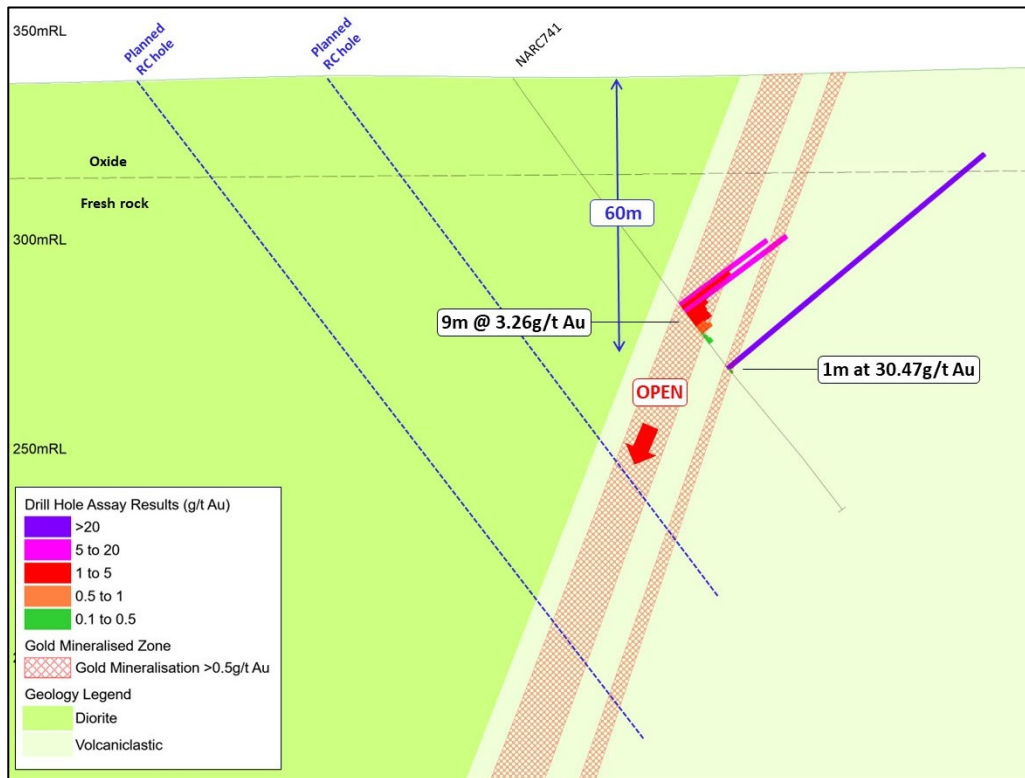 350mRL
Planned
RC hole
Planned
RC hole
NARC741
Oxide
Fresh rock
60m
300mRL
9m @ 3.26g/t Au
1m at 30.47g/t Au
OPEN
250mRL
Drill Hole Assay Results (g/t Au)
>20
5 to 20
1 to 5
0.5 to 1
0.1 to 0.5
Gold Mineralised Zone
Gold Mineralisation >0.5g/t Au
Geology Legend
Diorite
Volcaniclastic